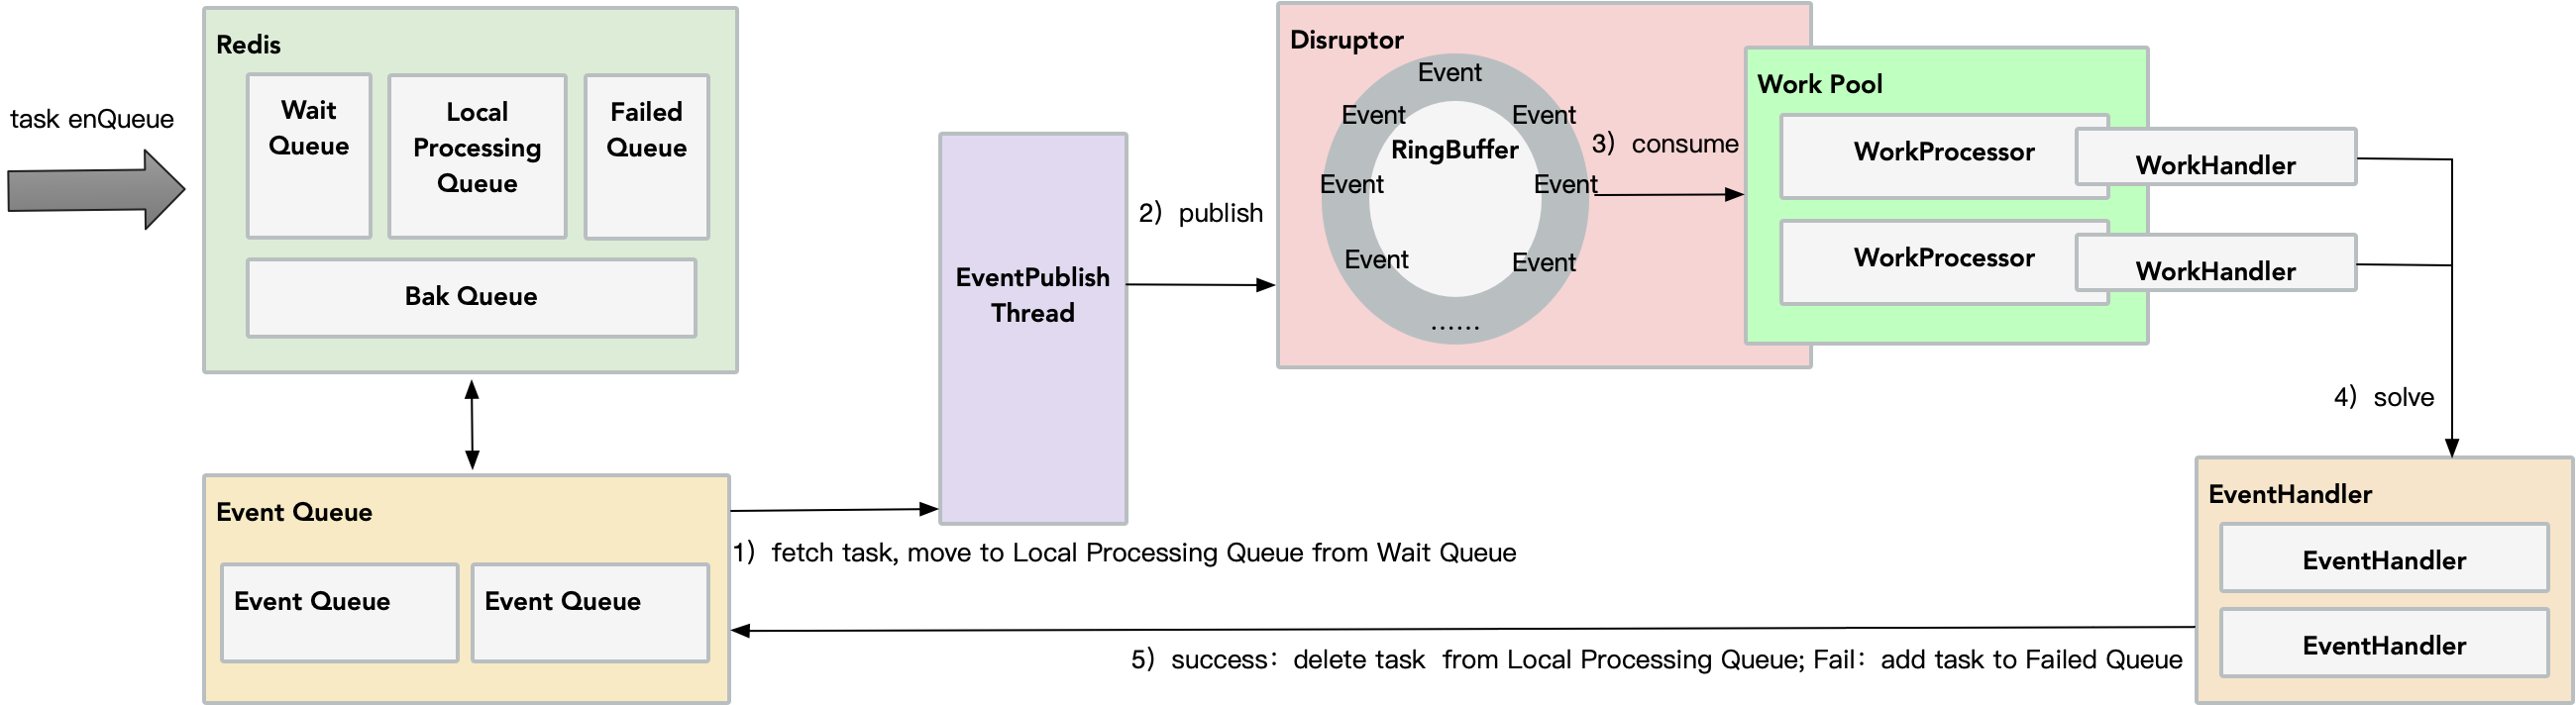 task enQueue
Redis
Wait
Queue
Local
Processing
Queue
Failed
Queue
Bak Queue
Event Queue
Event Queue
Event Queue
1）fetch task, move to Local Processing Queue from Wait Queue
EventPublish
Thread
2）publish
Disruptor
Event
Event
Event
RingBuffer
Event
Event
Event
Event
......
3）consume
Work Pool
WorkProcessor
WorkHandler
WorkProcessor
WorkHandler
4）solve
EventHandler
EventHandler
EventHandler
5）success：delete task  from Local Processing Queue; Fail：add task to Failed Queue